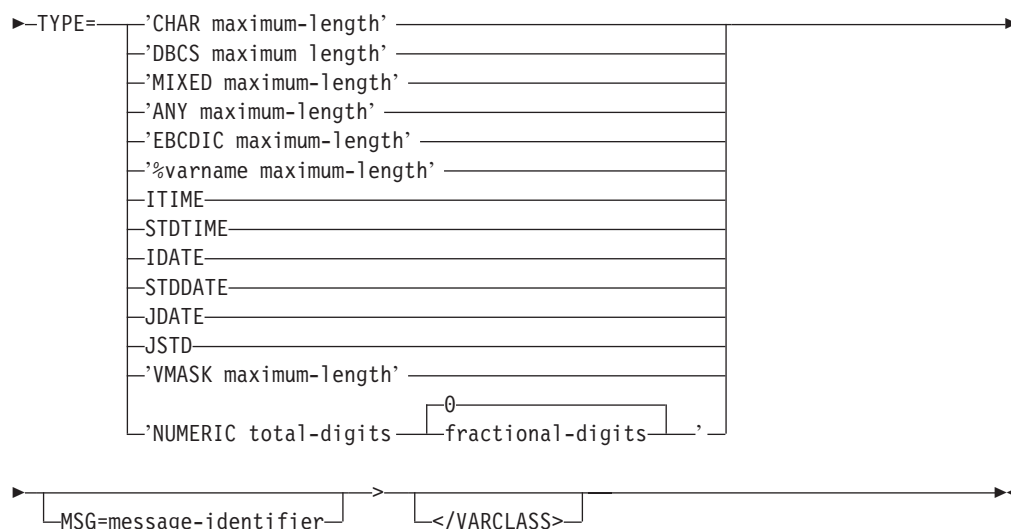 TYPE= 'CHAR maximum-length’
’DBCS maximum length’
’MIXED maximum-length’
’ANY maximum-length’
’EBCDIC maximum-length’
'%varname maximum-length'
ITIME
STDTIME
IDATE
STDDATE
JDATE
JSTD
'VMASK maximum-length'
0
'NUMERIC total-digits fractional-digits ’
MSG=message-identifier > </VARCLASS>